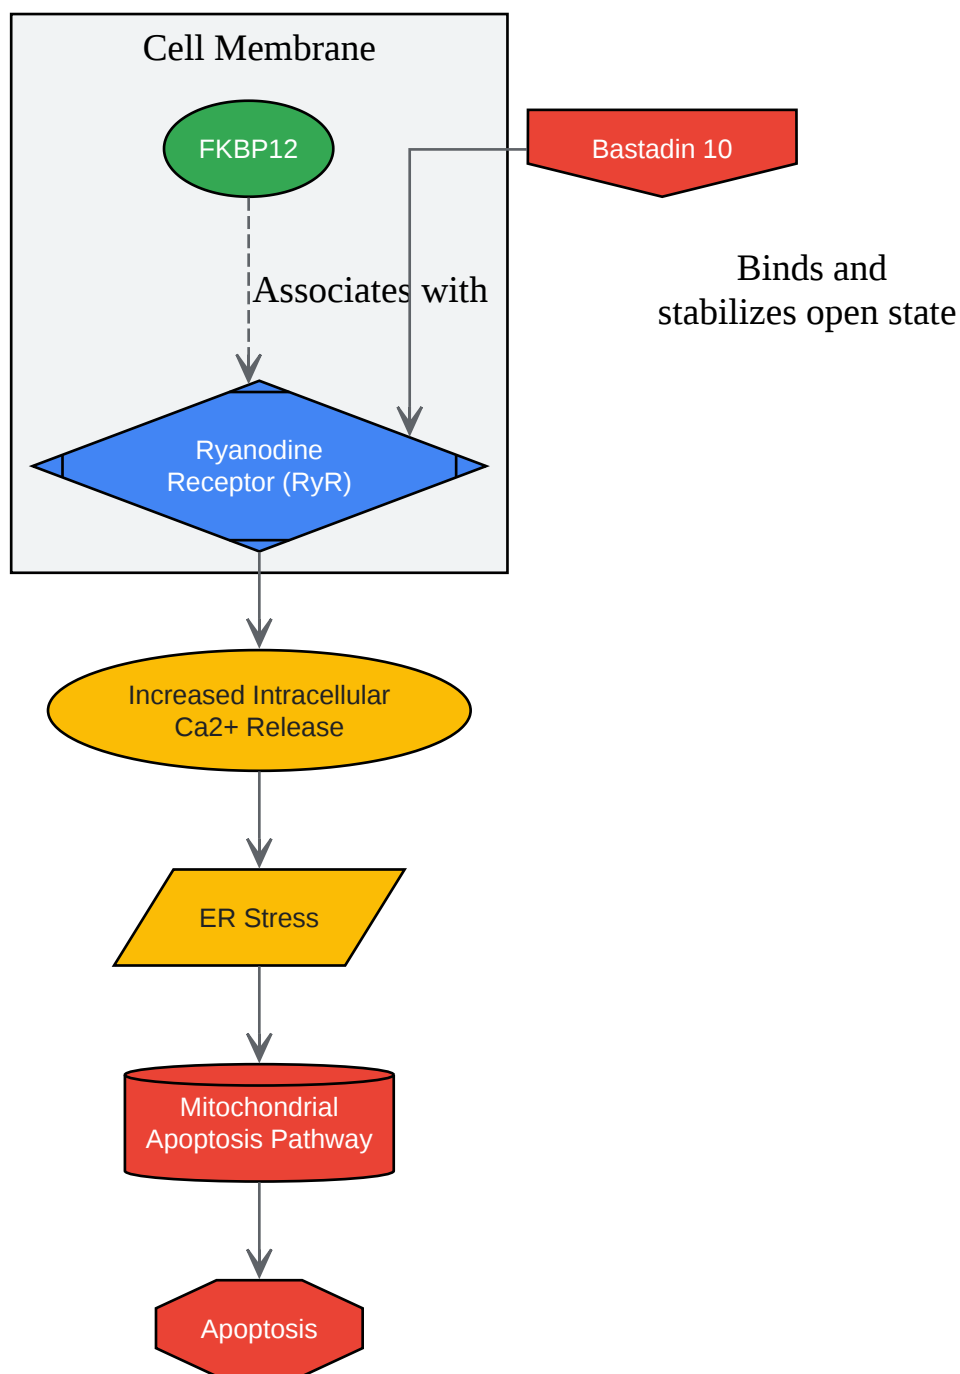 Cell Membrane
FKBP12
Bastadin 10
Associates with
Binds and
stabilizes open state
Ryanodine
Receptor (RyR)
Increased Intracellular
Ca2+ Release
ER Stress
Mitochondrial
Apoptosis Pathway
Apoptosis